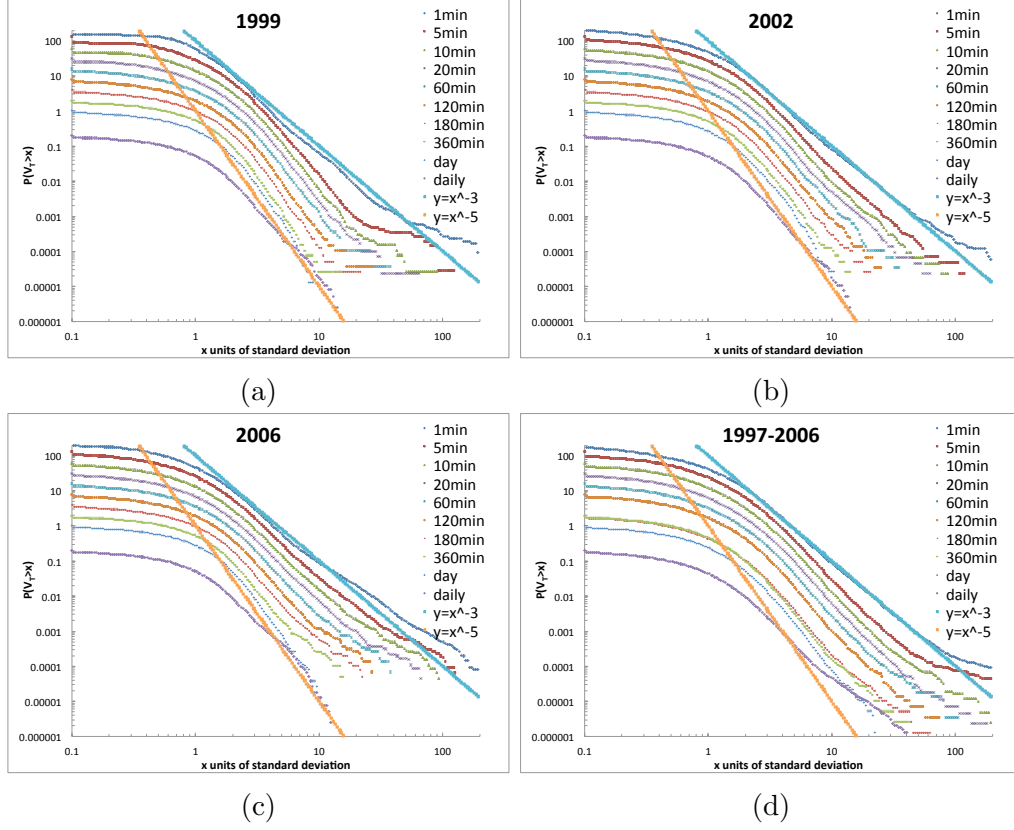 1999
P(V_T>x)
100
10
1
0.1
0.01
0.001
0.0001
0.00001
0.000001
0.1
1
10
100
x units of standard deviation
1min
5min
10min
20min
60min
120min
180min
360min
day
daily
y=x^-3
y=x^-5
(a)
2002
P(V_T>x)
100
10
1
0.1
0.01
0.001
0.0001
0.00001
0.000001
0.1
1
10
100
x units of standard deviation
1min
5min
10min
20min
60min
120min
180min
360min
day
daily
y=x^-3
y=x^-5
(b)
2006
P(V_T>x)
100
10
1
0.1
0.01
0.001
0.0001
0.00001
0.000001
0.1
1
10
100
x units of standard deviation
1min
5min
10min
20min
60min
120min
180min
360min
day
daily
y=x^-3
y=x^-5
(c)
1997-2006
P(V_T>x)
100
10
1
0.1
0.01
0.001
0.0001
0.00001
0.000001
0.1
1
10
100
x units of standard deviation
1min
5min
10min
20min
60min
120min
180min
360min
day
daily
y=x^-3
y=x^-5
(d)